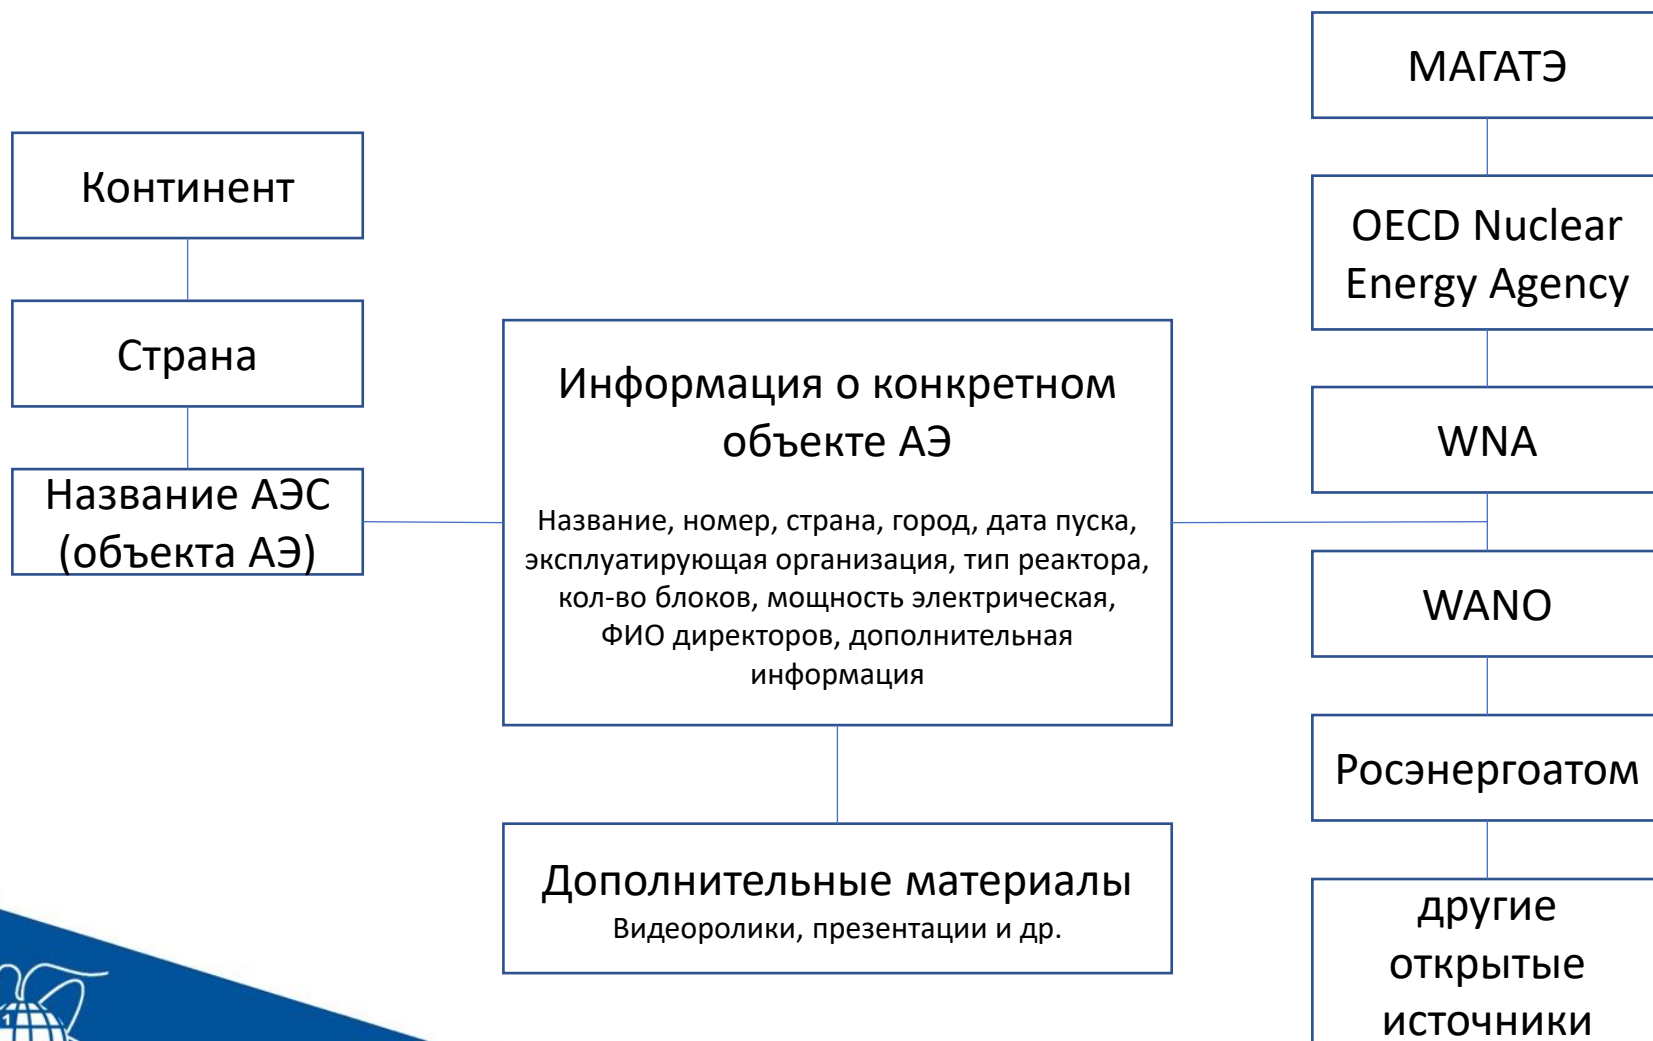 Континент
Страна
Название АЭС
(объекта АЭ)
Информация о конкретном
объекте АЭ
Название, номер, страна, город, дата пуска,
эксплуатирующая организация, тип реактора,
кол-во блоков, мощность электрическая,
ФИО директоров, дополнительная
информация
Дополнительные материалы
Видеоролики, презентации и др.
МАГАТЭ
OECD Nuclear
Energy Agency
WNA
WANO
Росэнергоатом
другие
открытые
источники
1